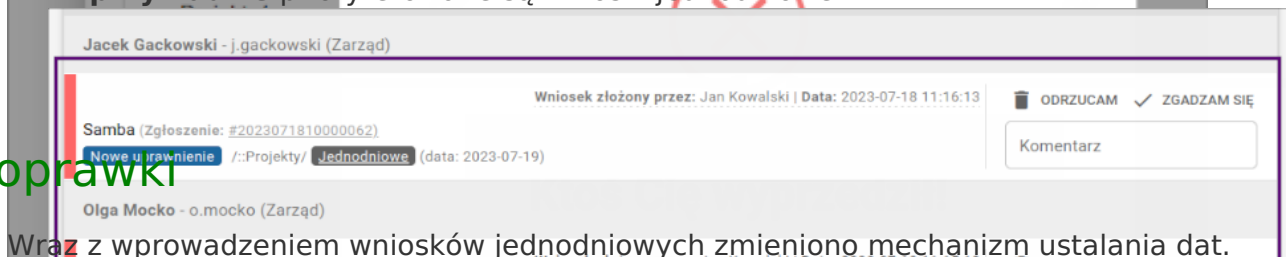 Jacek Gackowski - j.gackowski (Zarząd)
Wniosek złożony przez: Jan Kowalski | Data: 2023-07-18 11:16:13
ODRZUCAM ZGADZAM SIĘ
Samba (Zgłoszenie: #2023071810000062)
Komentarz
Nowe uprawnienie /::Projekty/ Jednodniowe (data: 2023-07-19)
oprawki
Olga Mocko - o.mocko (Zarząd)
Wraz z wprowadzeniem wniosków jednodniowych zmieniono mechanizm ustalania dat.